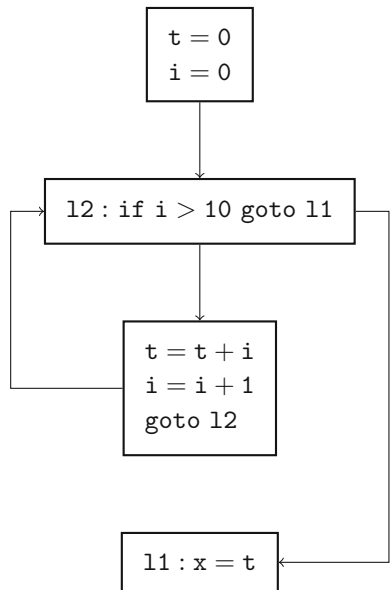 t = 0
i = 0
l2 : if i > 10 goto l1
t = t + i
i = i + 1
goto l2
l1 : x = t